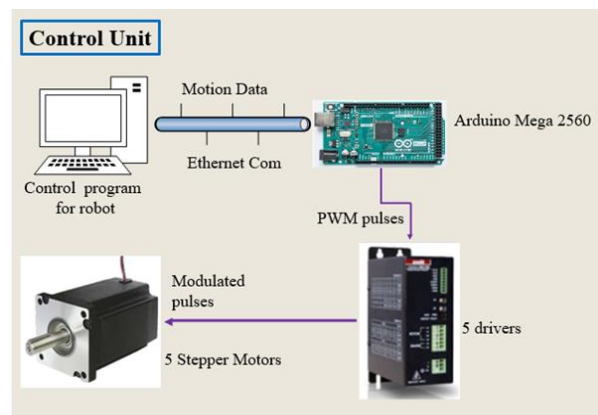 Control Unit
Motion Data
Ethernet Com
Arduino Mega 2560
Control program
for robot
PWM pulses
Modulated
pulses
5 drivers
5 Stepper Motors